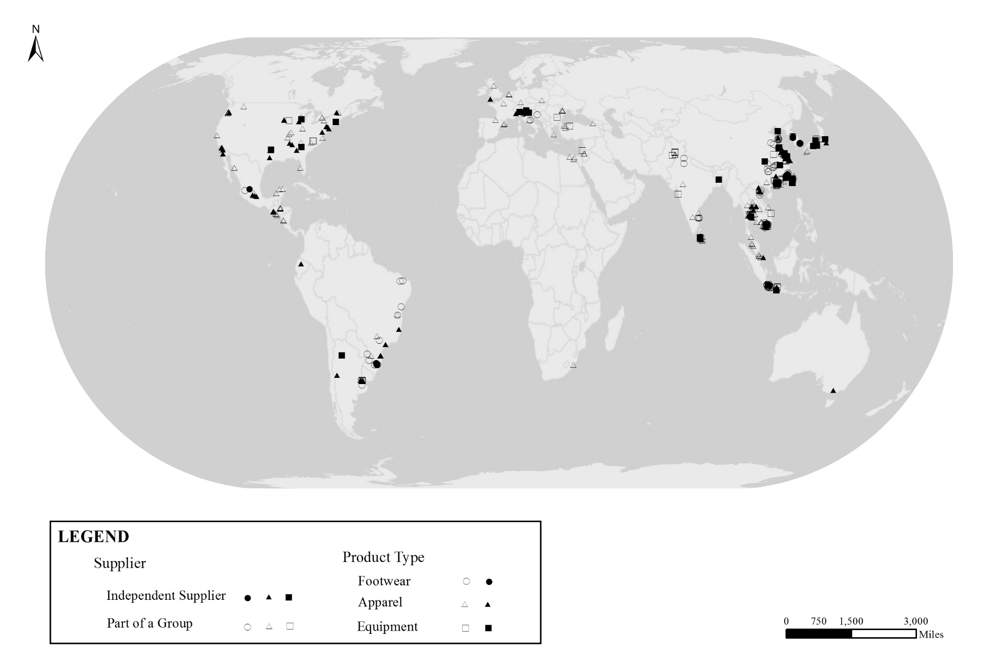 N
LEGEND
Supplier
Independent Supplier
Part of a Group
Product Type
Footwear
Apparel
Equipment
0 750 1,500 3,000
Miles